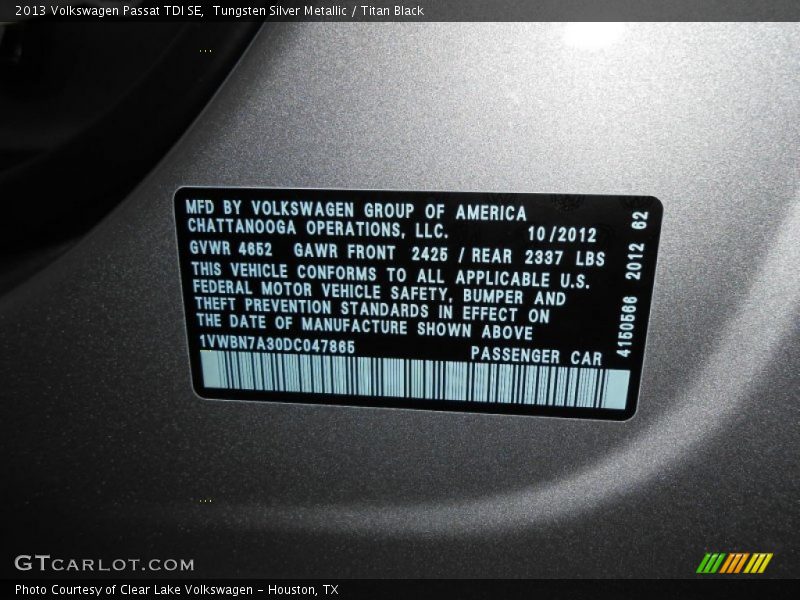 2013 Volkswagen Passat TDI SE,  Tungsten Silver Metallic / Titan Black
MFD BY VOLKSWAGEN GROUP OF AMERICA
CHATTANOOGA OPERATIONS, LLC. 10/2012
GVWR 4652 GAWR FRONT 2425 / REAR 2337 LBS
THIS VEHICLE CONFORMS TO ALL APPLICABLE U.S.
FEDERAL MOTOR VEHICLE SAFETY, BUMPER AND
THEFT PREVENTION STANDARDS IN EFFECT ON
THE DATE OF MANUFACTURE SHOWN ABOVE
1VWBN7A30DC047865 PASSENGER CAR
4150566 2012 62
GTCARLOT.COM
Photo Courtesy of Clear Lake Volkswagen – Houston, TX